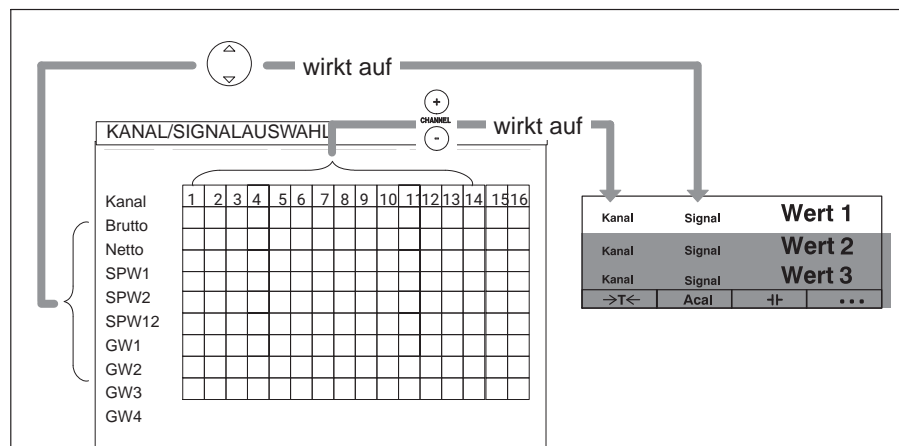 wirkt auf
+
CHANNEL
-
wirkt auf
KANAL/SIGNALAUSWAHL
Kanal 1 2 3 4 5 6 7 8 9 10 11 12 13 14 15 16
Brutto
Netto
SPW1
SPW2
SPW12
GW1
GW2
GW3
GW4
Kanal Signal Wert 1
Kanal Signal Wert 2
Kanal Signal Wert 3
→T← Acal ⊣⊢ •••